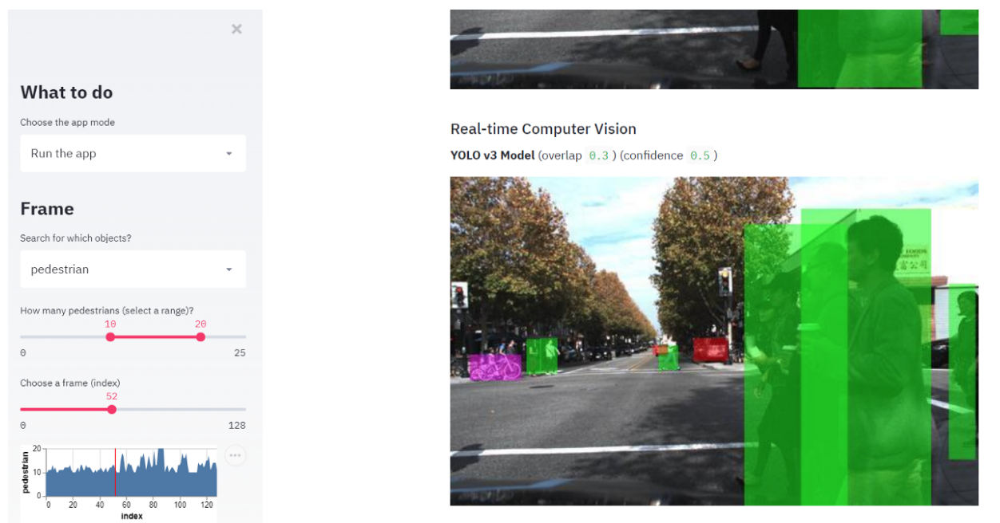 ×
What to do
Choose the app mode
Run the app
Frame
Search for which objects?
pedestrian
How many pedestrians (select a range)?
10 20
0 25
Choose a frame (index)
52
0 128
pedestrian
20
10
0
0 20 40 60 80 100 120
index
Real-time Computer Vision
YOLO v3 Model (overlap 0.3 ) (confidence 0.5 )
FOODS
公司